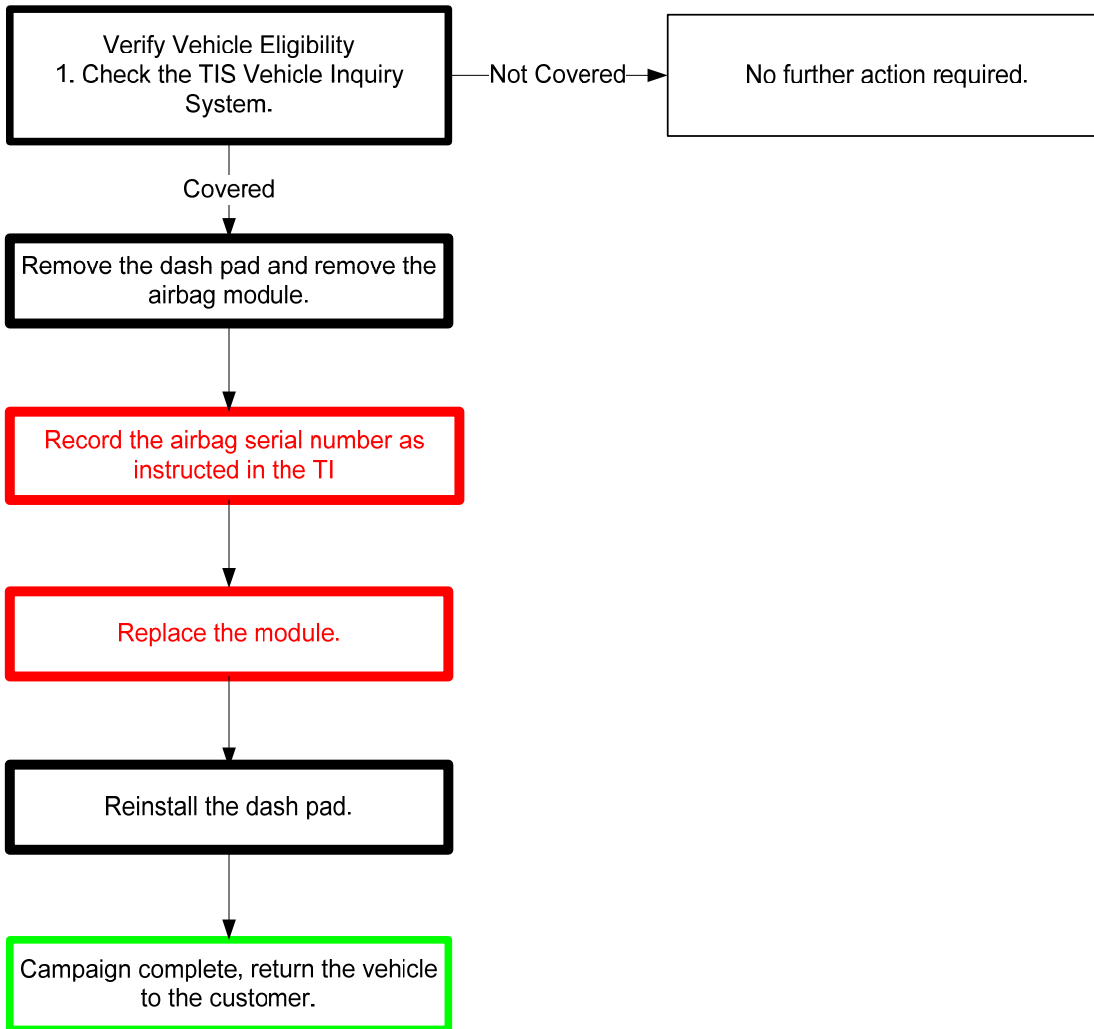 Verify Vehicle Eligibility
1. Check the TIS Vehicle Inquiry
System.
Not Covered
No further action required.
Covered
Remove the dash pad and remove the
airbag module.
Record the airbag serial number as
instructed in the TI
Replace the module.
Reinstall the dash pad.
Campaign complete, return the vehicle
to the customer.